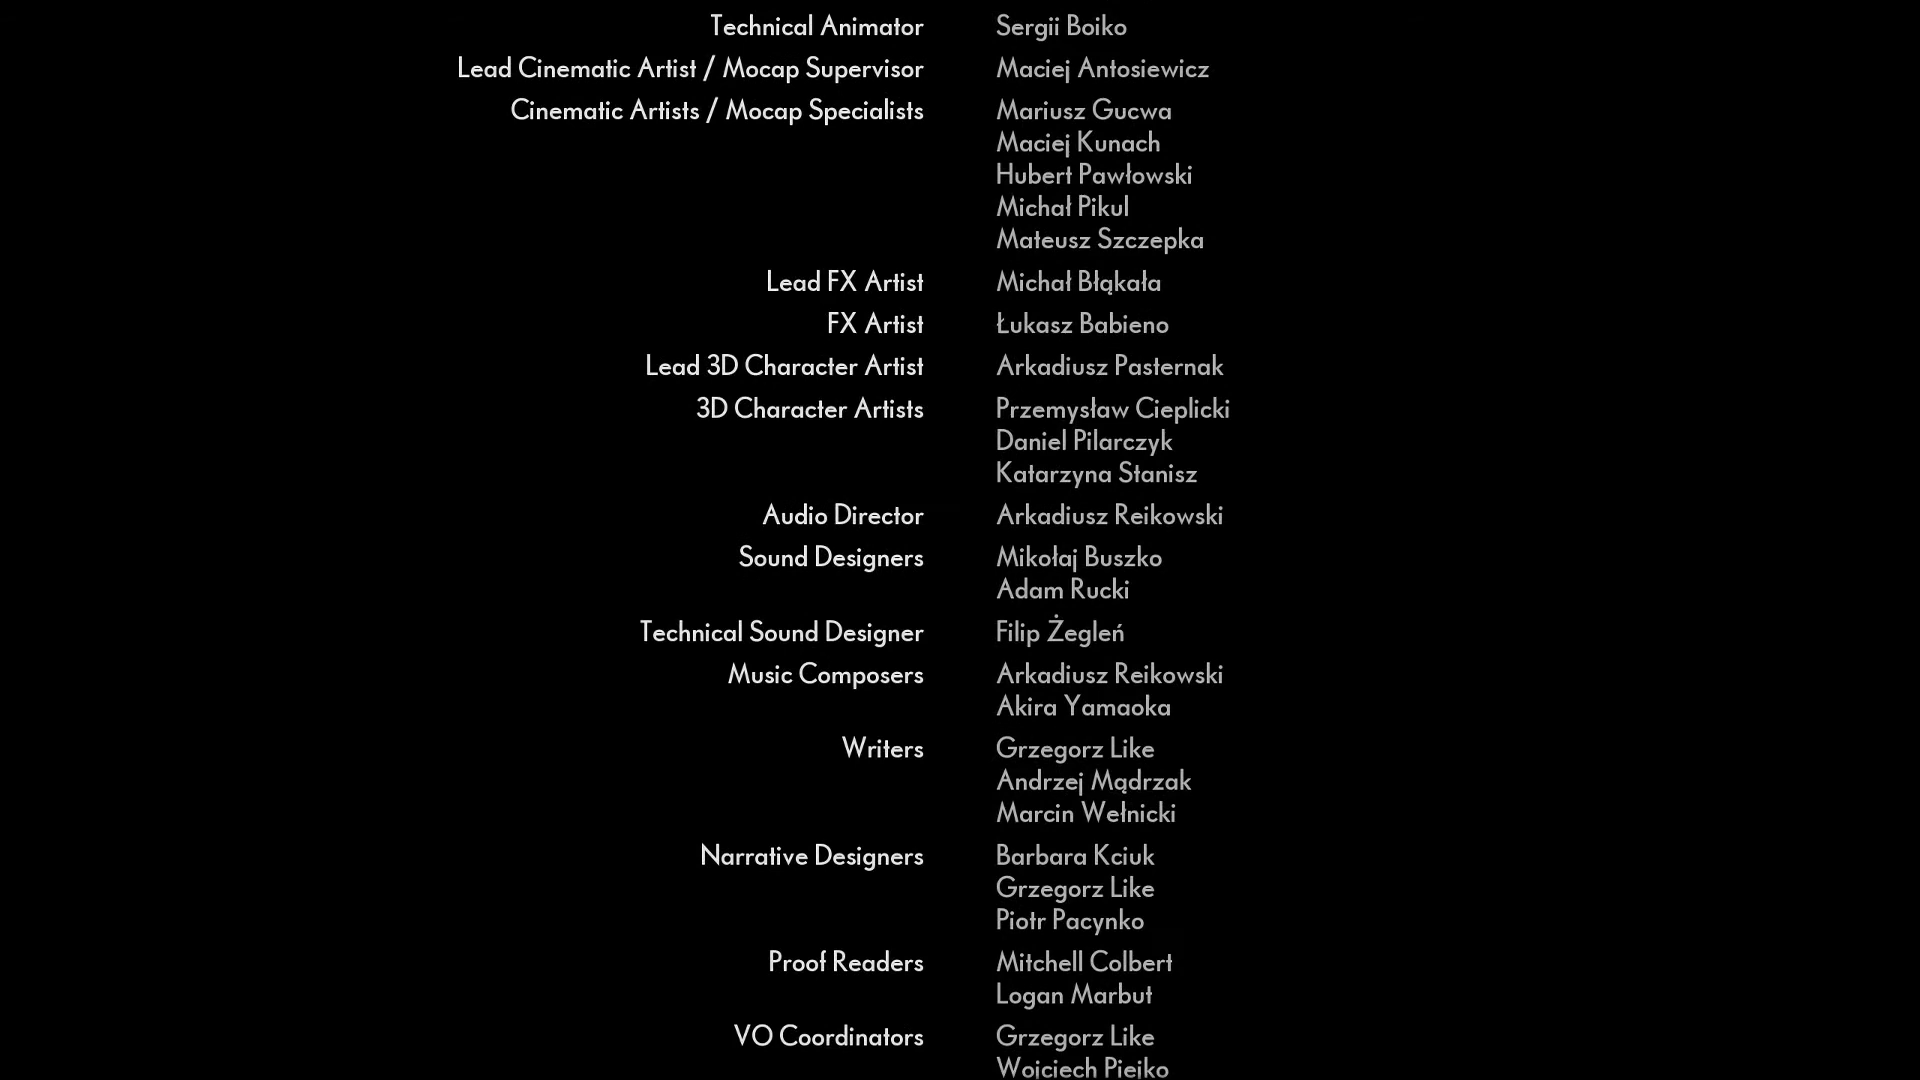 Technical Animator Sergii Boiko
Lead Cinematic Artist / Mocap Supervisor Maciej Antosiewicz
Cinematic Artists / Mocap Specialists Mariusz Gucwa
Maciej Kunach
Hubert Pawłowski
Michał Pikul
Mateusz Szczepka
Lead FX Artist Michał Błąkała
FX Artist Łukasz Babieno
Lead 3D Character Artist Arkadiusz Pasternak
3D Character Artists Przemysław Cieplicki
Daniel Pilarczyk
Katarzyna Stanisz
Audio Director Arkadiusz Reikowski
Sound Designers Mikołaj Buszko
Adam Rucki
Technical Sound Designer Filip Żegleń
Music Composers Arkadiusz Reikowski
Akira Yamaoka
Writers Grzegorz Like
Andrzej Mądrzak
Marcin Wełnicki
Narrative Designers Barbara Kciuk
Grzegorz Like
Piotr Pacynko
Proof Readers Mitchell Colbert
Logan Marbut
VO Coordinators Grzegorz Like
Wojciech Piejko